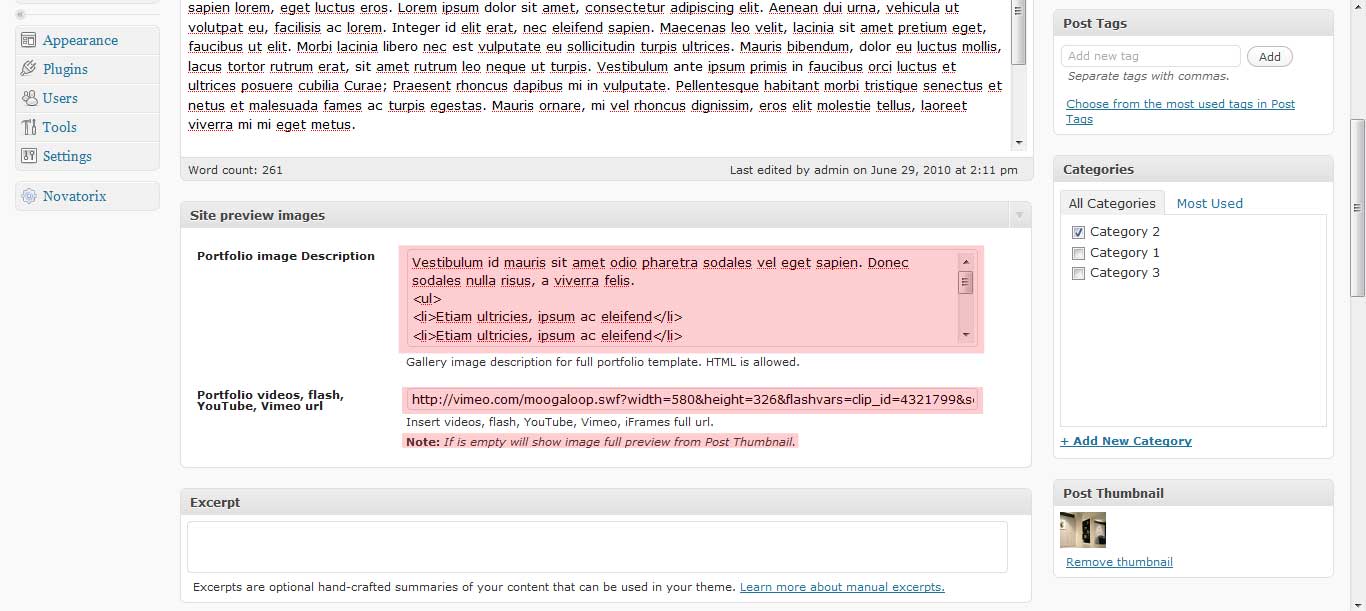 Appearance
Plugins
Users
Tools
Settings
Novatorix
sapien lorem, eget luctus eros. Lorem ipsum dolor sit amet, consectetur adipiscing elit. Aenean dui urna, vehicula ut
volutpat eu, facilisis ac lorem. Integer id elit erat, nec eleifend sapien. Maecenas leo velit, lacinia sit amet pretium eget,
faucibus ut elit. Morbi lacinia libero nec est vulputate eu sollicitudin turpis ultrices. Mauris bibendum, dolor eu luctus mollis,
lacus tortor rutrum erat, sit amet rutrum leo neque ut turpis. Vestibulum ante ipsum primis in faucibus orci luctus et
ultrices posuere cubilia Curae; Praesent rhoncus dapibus mi in vulputate. Pellentesque habitant morbi tristique senectus et
netus et malesuada fames ac turpis egestas. Mauris ornare, mi vel rhoncus dignissim, eros elit molestie tellus, laoreet
viverra mi mi eget metus.
Word count: 261
Last edited by admin on June 29, 2010 at 2:11 pm
Site preview images
Portfolio image Description
Vestibulum id mauris sit amet odio pharetra sodales vel eget sapien. Donec
sodales nulla risus, a viverra felis.
<ul>
<li>Etiam ultricies, ipsum ac eleifend</li>
<li>Etiam ultricies, ipsum ac eleifend</li>
Gallery image description for full portfolio template. HTML is allowed.
Portfolio videos, flash,
YouTube, Vimeo url
http://vimeo.com/moogaloop.swf?width=580&height=326&flashvars=clip_id=4321799&s
Insert videos, flash, YouTube, Vimeo, iFrames full url.
Note: If is empty will show image full preview from Post Thumbnail.
Excerpt
Excerpts are optional hand-crafted summaries of your content that can be used in your theme. Learn more about manual excerpts.
Post Tags
Add new tag
Add
Separate tags with commas.
Choose from the most used tags in Post
Tags
Categories
All Categories
Most Used
Category 2
Category 1
Category 3
+ Add New Category
Post Thumbnail
Remove thumbnail